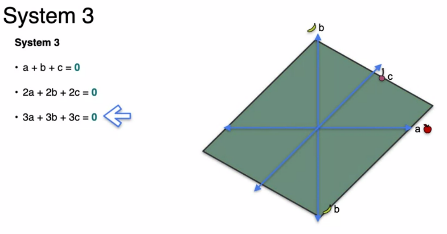 System 3
System 3
• a + b + c = 0
• 2a + 2b + 2c = 0
• 3a + 3b + 3c = 0
b
c
a
b